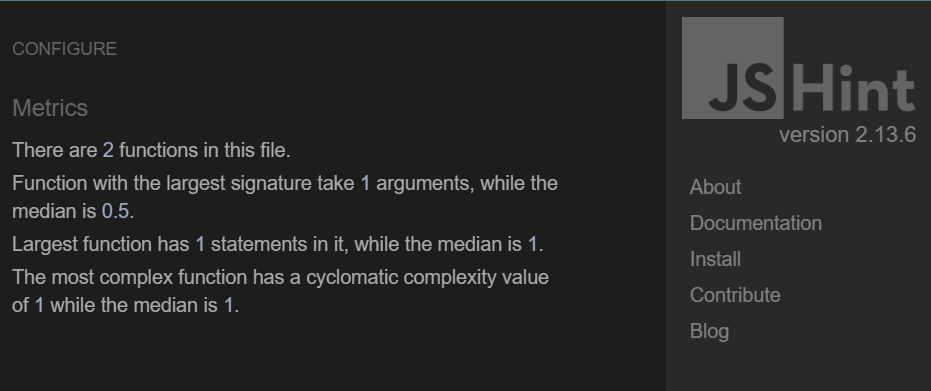 CONFIGURE
Metrics
There are 2 functions in this file.
Function with the largest signature take 1 arguments, while the
median is 0.5.
Largest function has 1 statements in it, while the median is 1.
The most complex function has a cyclomatic complexity value
of 1 while the median is 1.
JSHint
version 2.13.6
About
Documentation
Install
Contribute
Blog